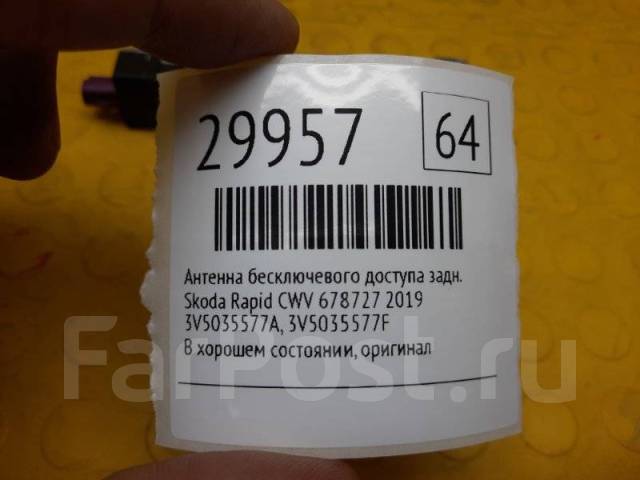 29957
64
Антенна бесключевого доступа задн.
Skoda Rapid CWV 678727 2019
3V5035577A, 3V5035577F
В хорошем состоянии, оригинал
FarPost.ru